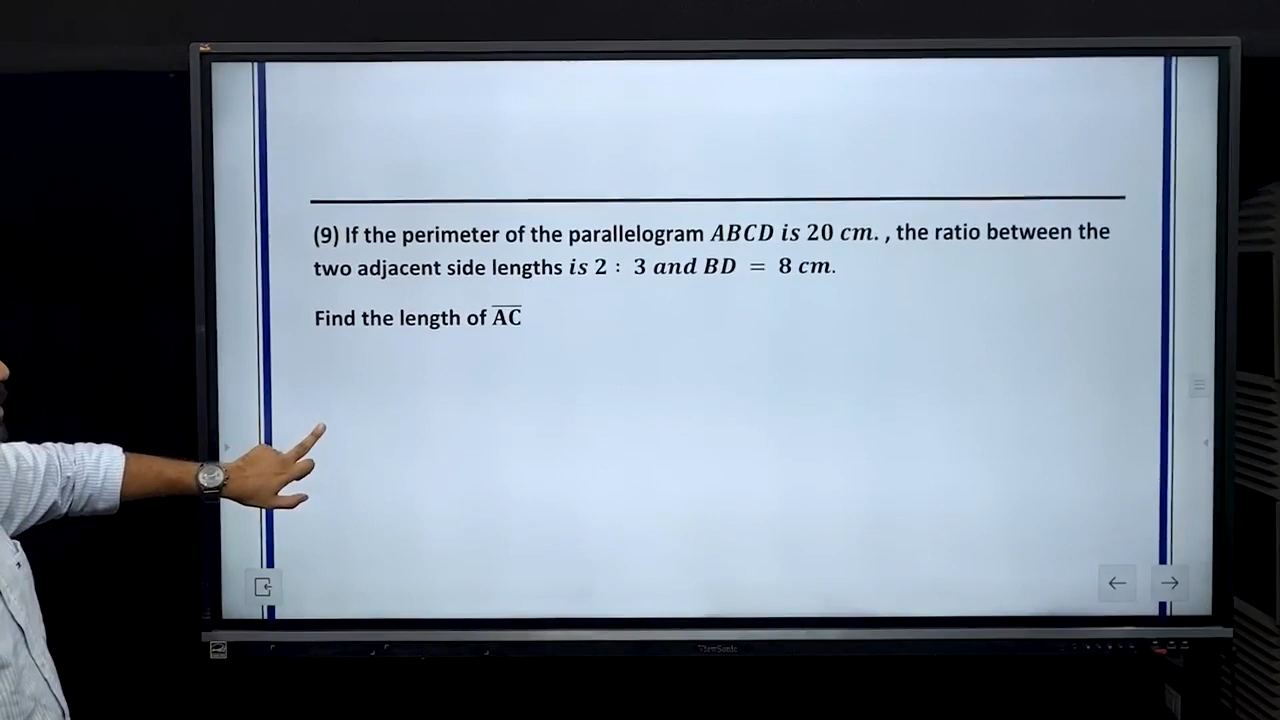 (9) If the perimeter of the parallelogram ABCD is 20 cm. , the ratio between the
two adjacent side lengths is 2 : 3 and BD = 8 cm.
Find the length of A͞C͞
ViewSonic